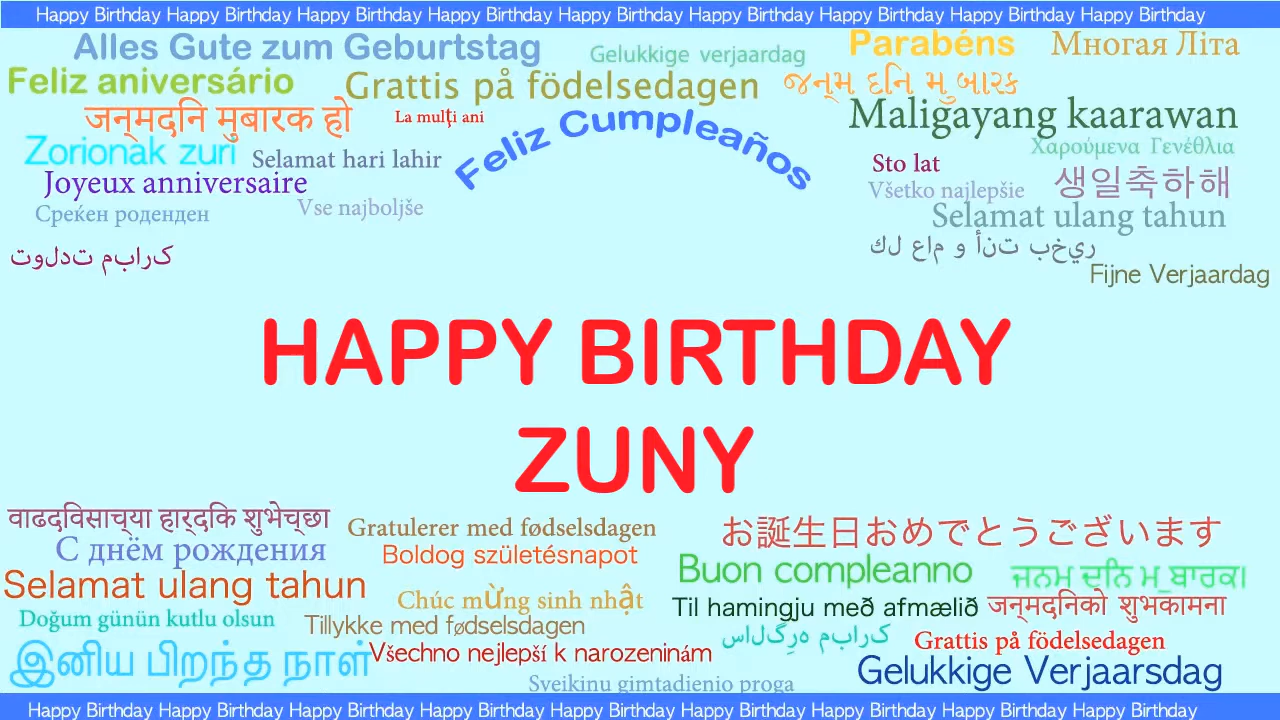 Happy Birthday Happy Birthday Happy Birthday Happy Birthday Happy Birthday Happy Birthday Happy Birthday Happy Birthday Happy Birthday
Alles Gute zum Geburtstag
Gelukkige verjaardag
Parabéns
Многая Літа
Feliz aniversário
Grattis på födelsedagen
જન્મ દિન મુબારક
जन्मदिन मुबारक हो
La mulţi ani
Feliz Cumpleaños
Maligayang kaarawan
Zorionak zuri
Selamat hari lahir
Χαρούμενα Γενέθλια
Sto lat
Joyeux anniversaire
Všetko najlepšie
생일축하해
Среќен роденден
Vse najboljše
Selamat ulang tahun
تولدت مبارک
كل عام و أنت بخير
Fijne Verjaardag
HAPPY BIRTHDAY
ZUNY
वाढदिवसाच्या हार्दिक शुभेच्छा
Gratulerer med fødselsdagen
お誕生日おめでとうございます
С днём рождения
Boldog születésnapot
Buon compleanno
ਜਨਮ ਦਿਨ ਮੁਬਾਰਕ।
Selamat ulang tahun
Chúc mừng sinh nhật
Til hamingju með afmælið
जन्मदिनको शुभकामना
Doğum günün kutlu olsun
Tillykke med fødselsdagen
سالگرہ مبارک
Grattis på födelsedagen
இனிய பிறந்த நாள்
Všechno nejlepší k narozeninám
Gelukkige Verjaarsdag
Sveikinu gimtadienio proga
Happy Birthday Happy Birthday Happy Birthday Happy Birthday Happy Birthday Happy Birthday Happy Birthday Happy Birthday Happy Birthday